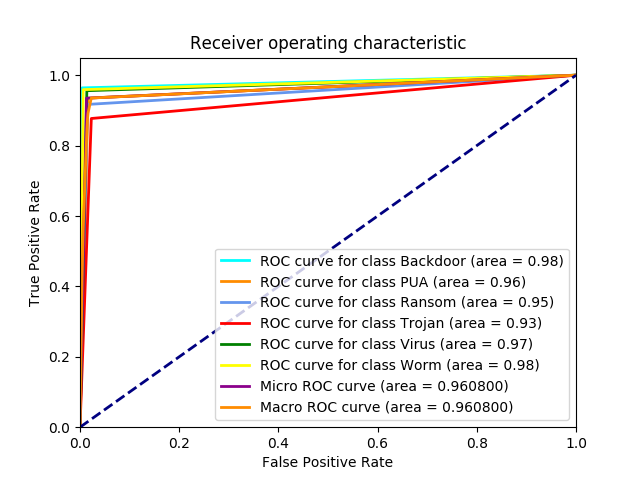 Receiver operating characteristic
1.0
0.8
0.6
0.4
0.2
0.0
True Positive Rate
ROC curve for class Backdoor (area = 0.98)
ROC curve for class PUA (area = 0.96)
ROC curve for class Ransom (area = 0.95)
ROC curve for class Trojan (area = 0.93)
ROC curve for class Virus (area = 0.97)
ROC curve for class Worm (area = 0.98)
Micro ROC curve (area = 0.960800)
Macro ROC curve (area = 0.960800)
0.0 0.2 0.4 0.6 0.8 1.0
False Positive Rate